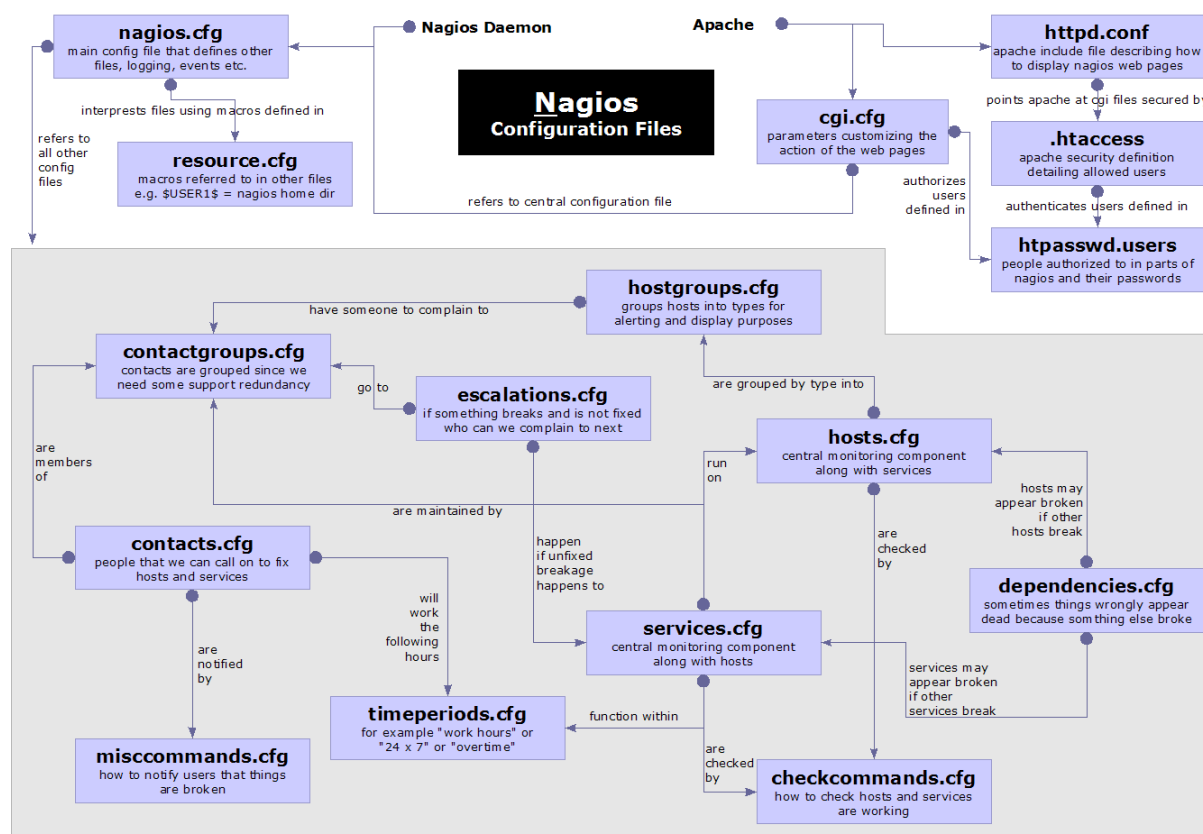 nagios.cfg
main config file that defines other
files, logging, events etc.
Nagios Daemon
Apache
httpd.conf
apache include file describing how
to display nagios web pages
Nagios
Configuration Files
interprests files using macros defined in
points apache at cgi files secured by
cgi.cfg
parameters customizing the
action of the web pages
refers to
all other
config
files
resource.cfg
macros referred to in other files
e.g. $USER1$ = nagios home dir
.htaccess
apache security definition
detailing allowed users
authorizes
users
defined in
refers to central configuration file
authenticates users defined in
htpasswd.users
people authorized to in parts of
nagios and their passwords
hostgroups.cfg
groups hosts into types for
alerting and display purposes
have someone to complain to
contactgroups.cfg
contacts are grouped since we
need some support redundancy
go to
escalations.cfg
if something breaks and is not fixed
who can we complain to next
are grouped by type into
hosts.cfg
central monitoring component
along with services
are
members
of
run
on
hosts may
appear broken
if other
hosts break
are maintained by
contacts.cfg
people that we can call on to fix
hosts and services
happen
if unfixed
breakage
happens to
are
checked
by
dependencies.cfg
sometimes things wrongly appear
dead because somthing else broke
will
work
the
following
hours
services.cfg
central monitoring component
along with hosts
are
notified
by
services may
appear broken
if other
services break
timeperiods.cfg
for example "work hours" or
"24 x 7" or "overtime"
function within
misccommands.cfg
how to notify users that things
are broken
are
checked
by
checkcommands.cfg
how to check hosts and services
are working